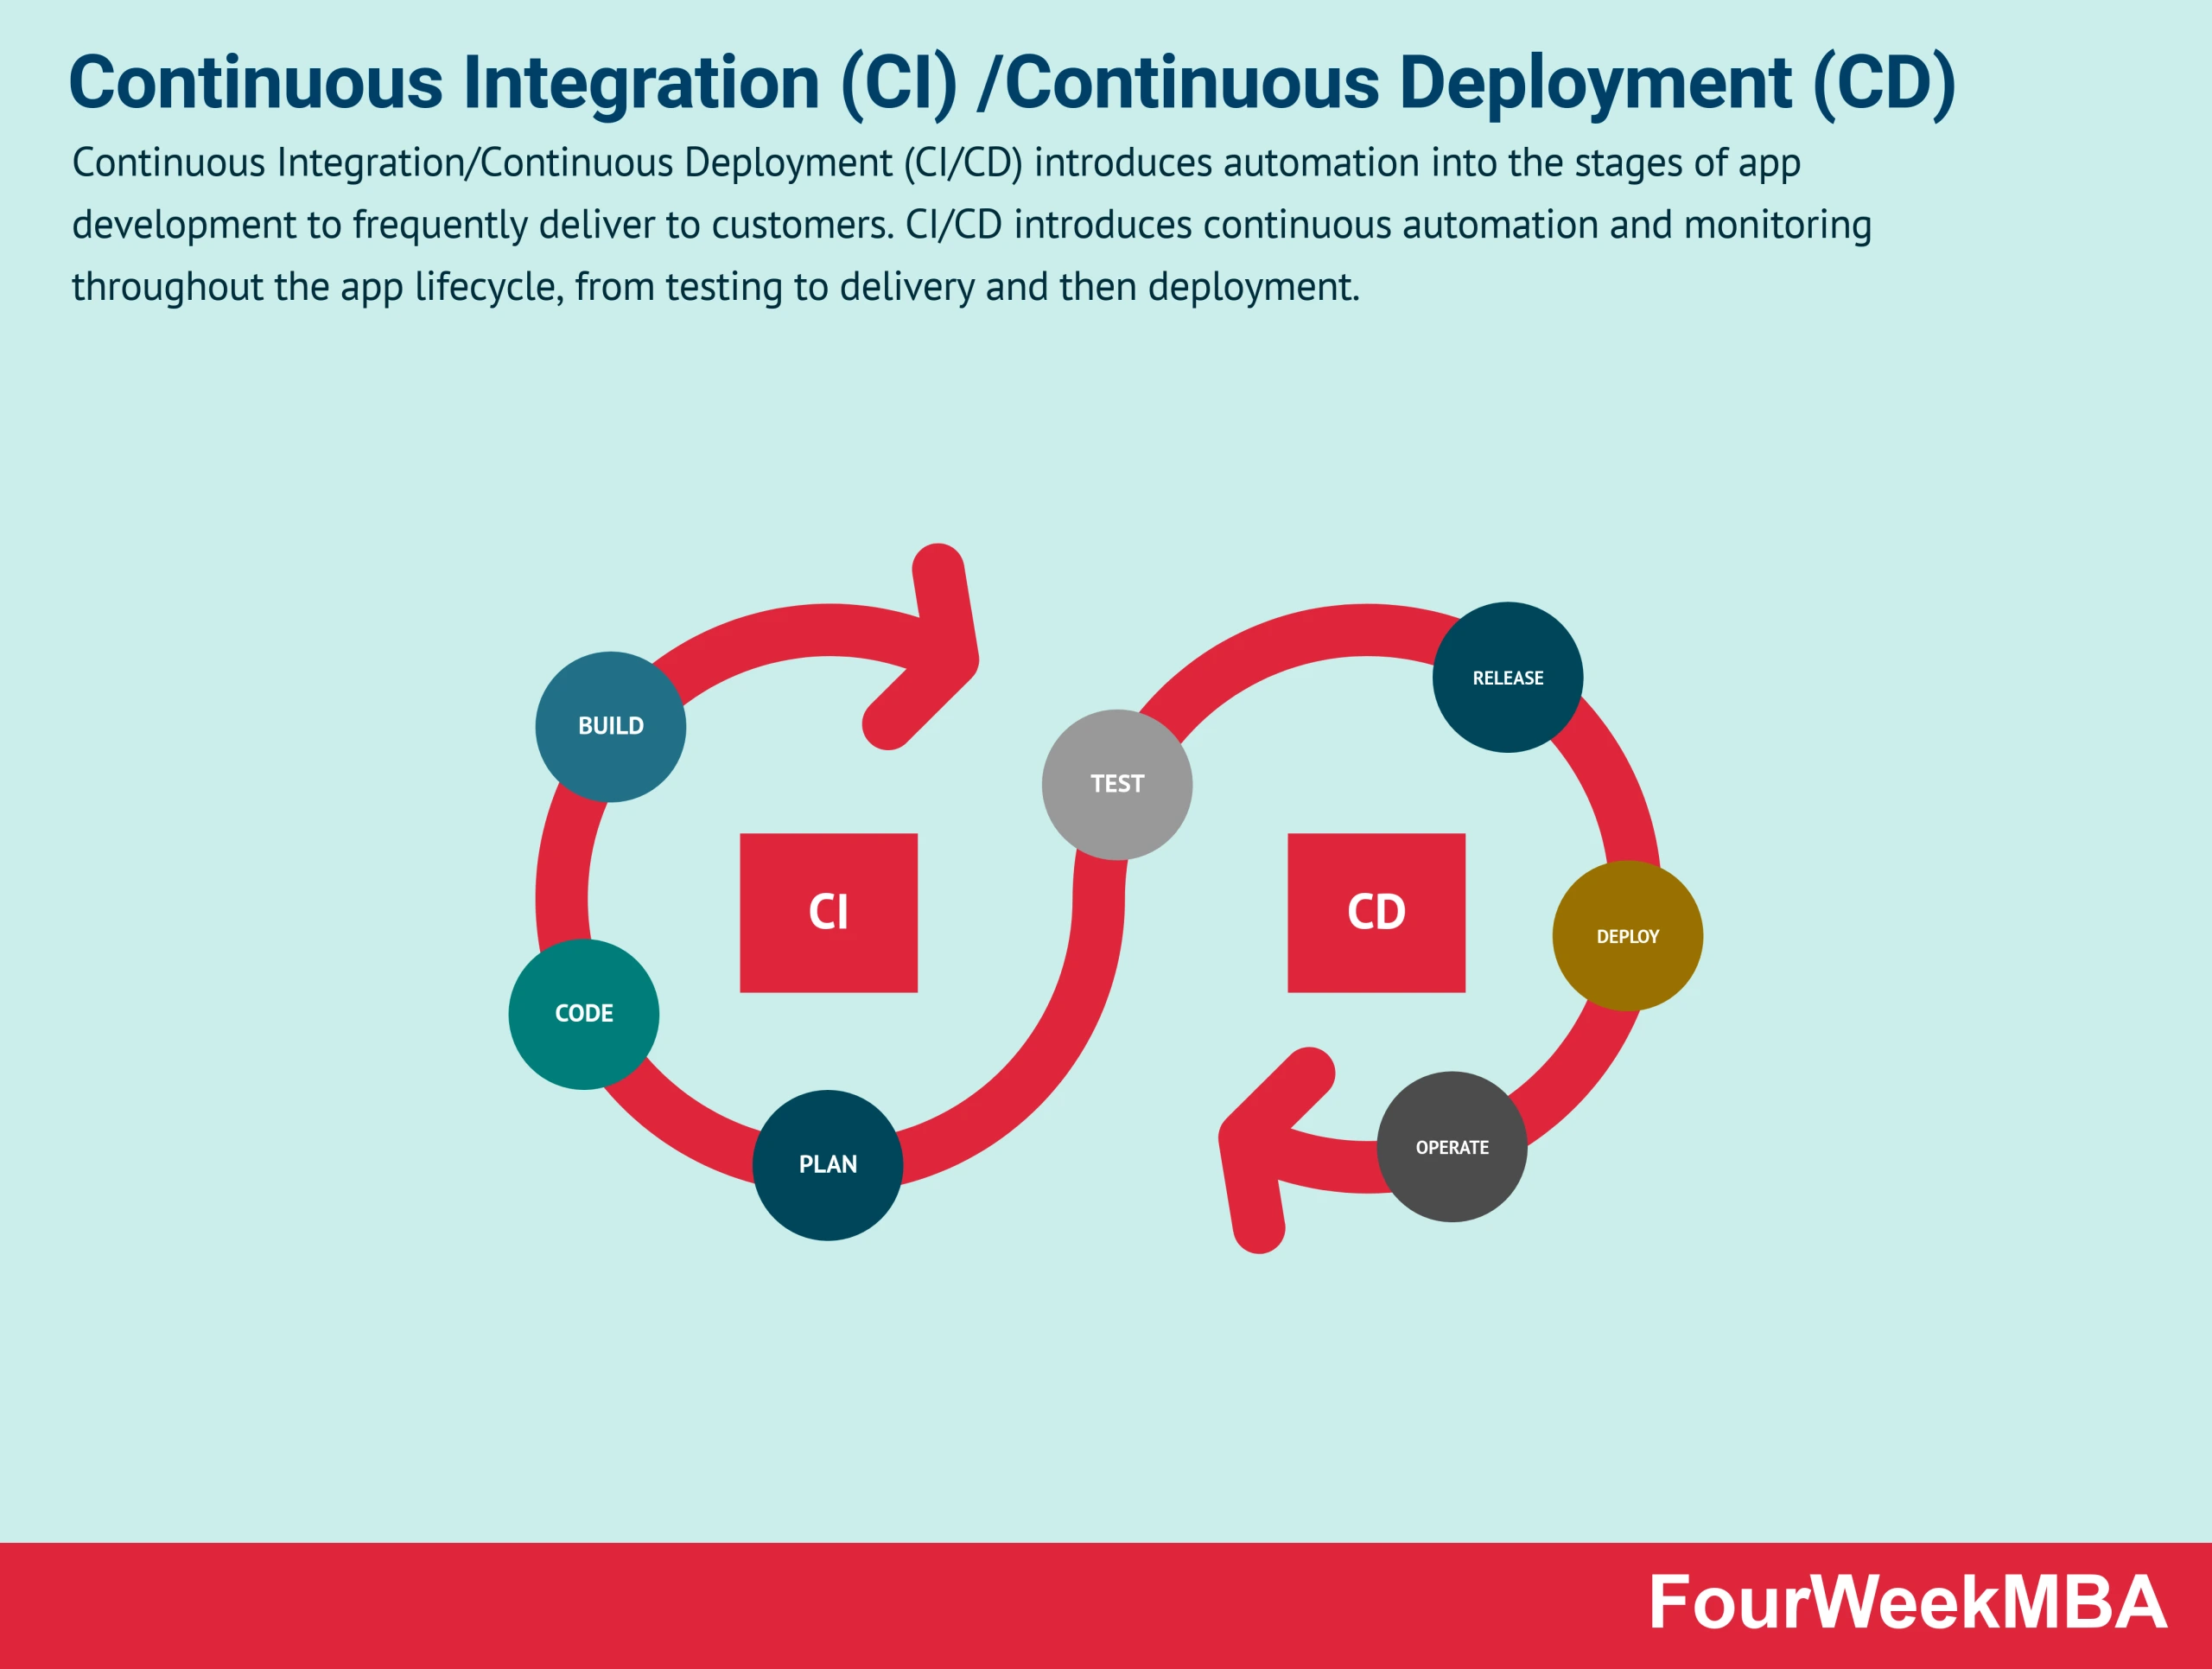 Continuous Integration (CI) /Continuous Deployment (CD)
Continuous Integration/Continuous Deployment (CI/CD) introduces automation into the stages of app
development to frequently deliver to customers. CI/CD introduces continuous automation and monitoring
throughout the app lifecycle, from testing to delivery and then deployment.
RELEASE
BUILD
TEST
CI
CD
DEPLOY
CODE
OPERATE
PLAN
FourWeekMBA